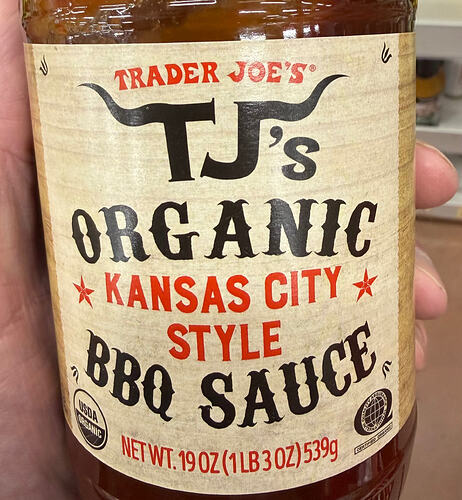 TRADER JOE'S®
TJ's
ORGANIC
KANSAS CITY
STYLE
BBQ SAUCE
USDA
ORGANIC
NET WT. 19 OZ (1 LB 3 OZ) 539g